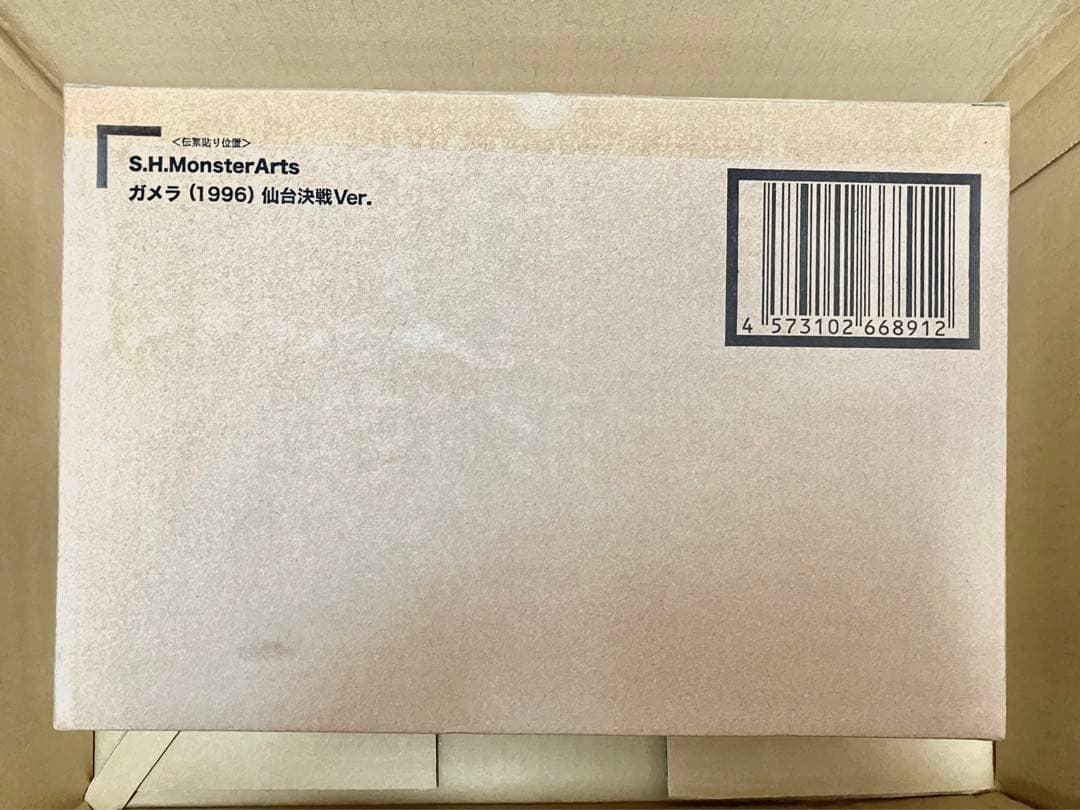 <伝票貼り位置>
S.H.MonsterArts
ガメラ（1996）仙台決戦Ver.
4 573102 668912